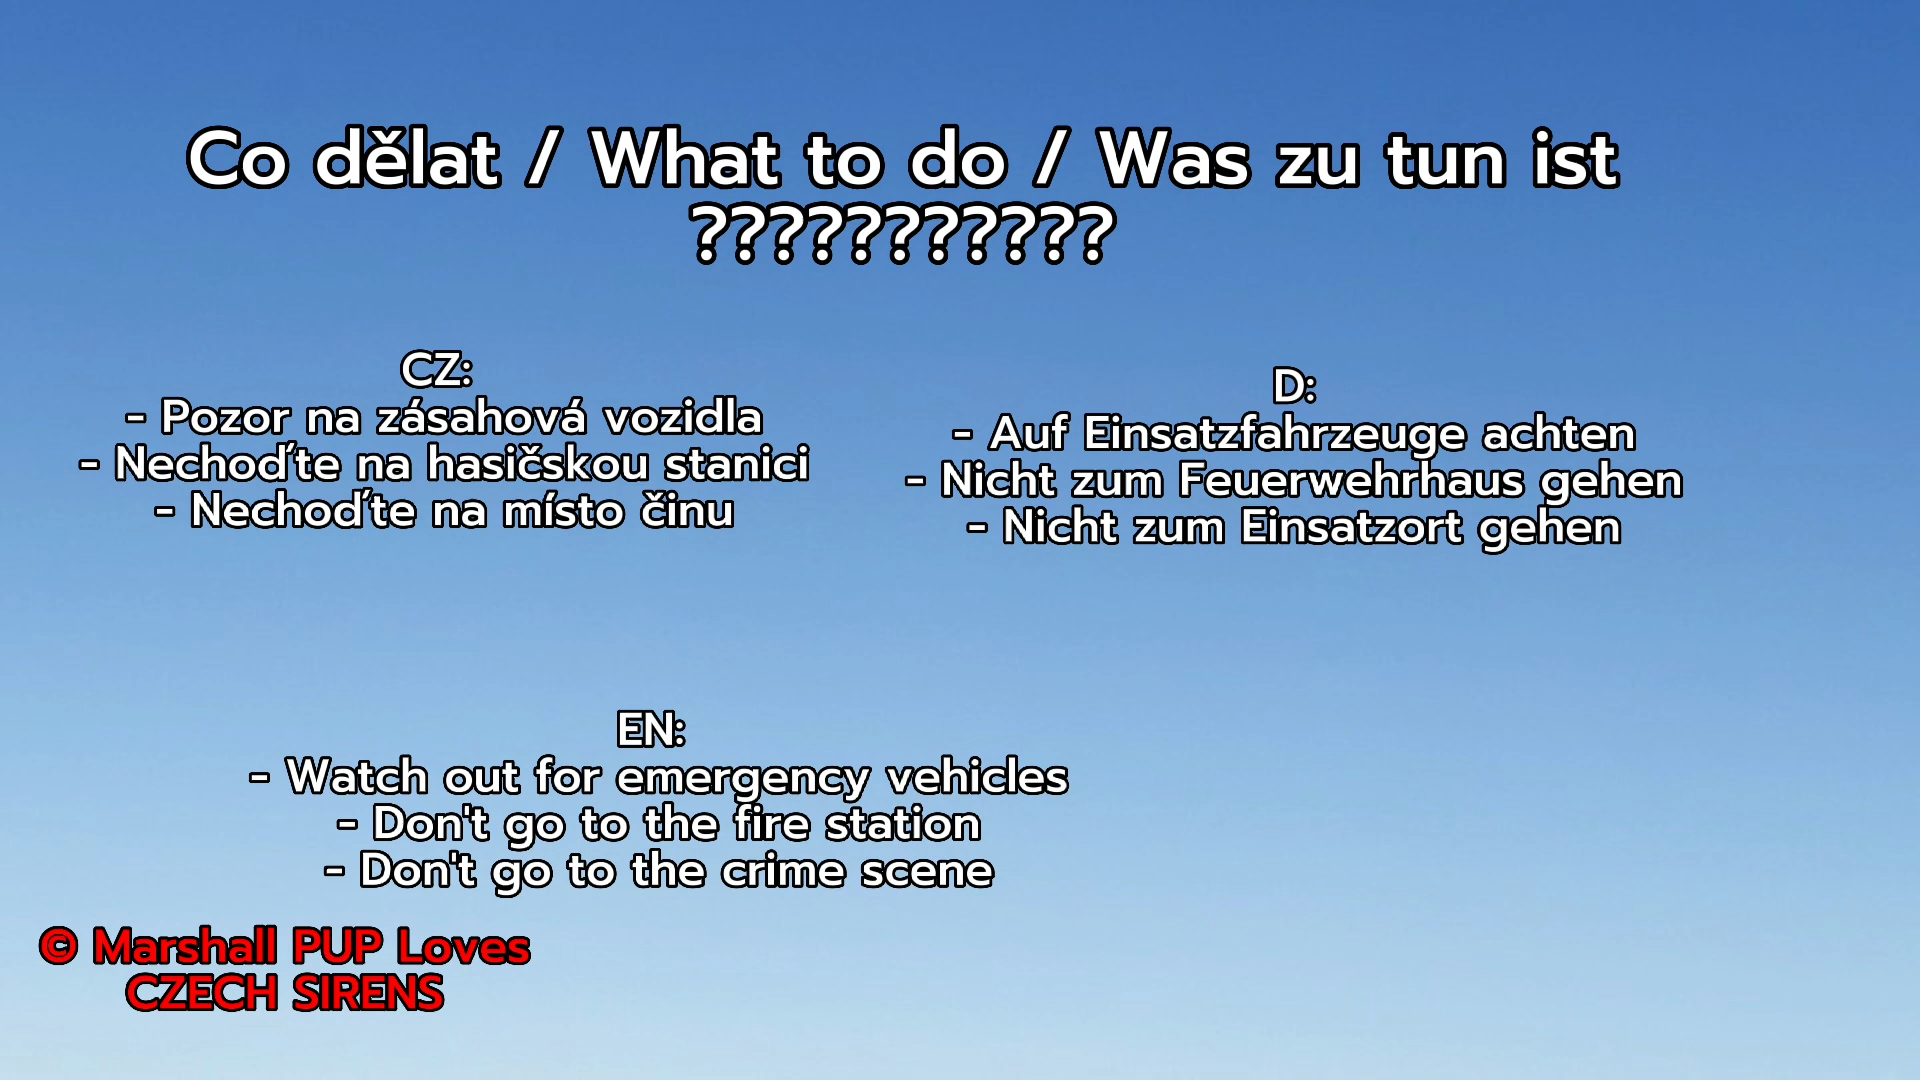 Co dělat / What to do / Was zu tun ist
???????????
CZ:
- Pozor na zásahová vozidla
- Nechoďte na hasičskou stanici
- Nechoďte na místo činu
D:
- Auf Einsatzfahrzeuge achten
- Nicht zum Feuerwehrhaus gehen
- Nicht zum Einsatzort gehen
EN:
- Watch out for emergency vehicles
- Don't go to the fire station
- Don't go to the crime scene
© Marshall PUP Loves
CZECH SIRENS